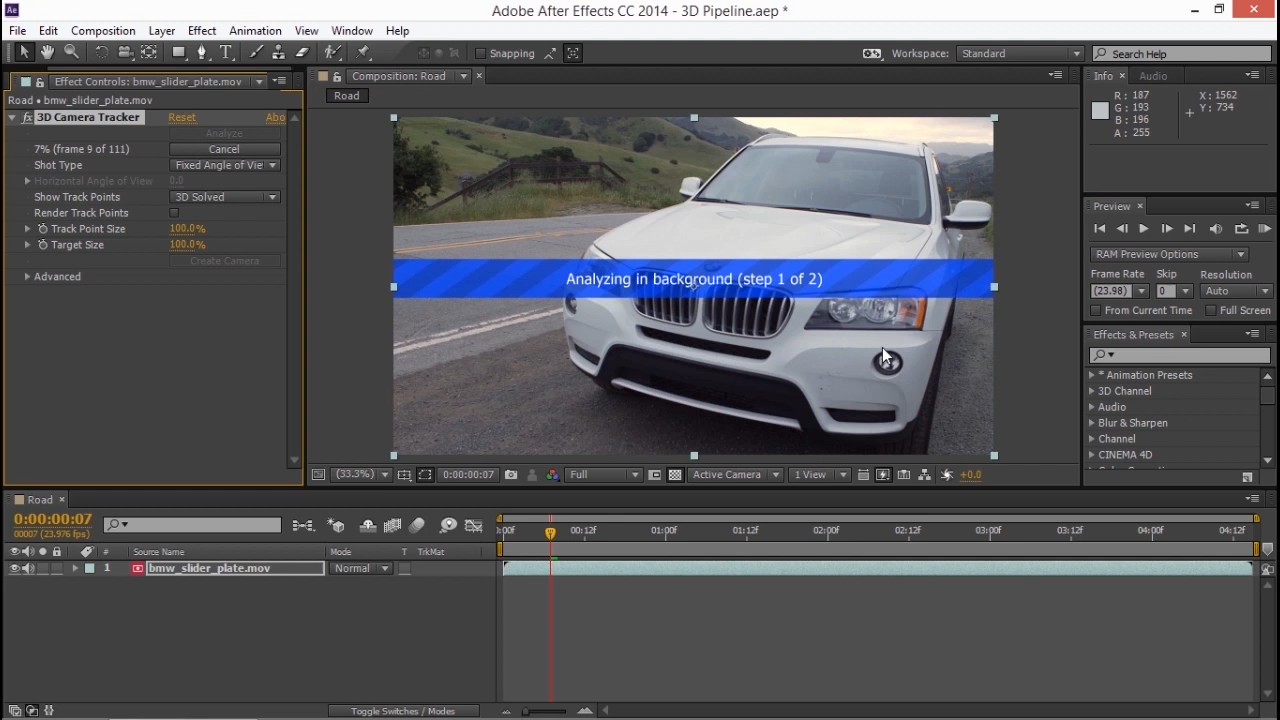 Adobe After Effects CC 2014 - 3D Pipeline.aep *
File Edit Composition Layer Effect Animation View Window Help
Snapping
Workspace: Standard
Search Help
Effect Controls: bmw_slider_plate.mov
Road • bmw_slider_plate.mov
fx 3D Camera Tracker Reset Abo
Analyze
7% (frame 9 of 111) Cancel
Shot Type Fixed Angle of Vie
Horizontal Angle of View 0.0
Show Track Points 3D Solved
Render Track Points
Track Point Size 100.0%
Target Size 100.0%
Create Camera
Advanced
Composition: Road
Road
Analyzing in background (step 1 of 2)
(33.3%) 0:00:00:07 Full Active Camera 1 View +0.0
Info Audio
R: 187 X: 1562
G: 193 Y: 734
B: 196
A: 255
Preview
RAM Preview Options
Frame Rate Skip Resolution
(23.98) 0 Auto
From Current Time Full Screen
Effects & Presets
* Animation Presets
3D Channel
Audio
Blur & Sharpen
Channel
CINEMA 4D
Road
0:00:00:07
00007 (23.976 fps)
# Source Name Mode T TrkMat
1 bmw_slider_plate.mov Normal
:00f 00:12f 01:00f 01:12f 02:00f 02:12f 03:00f 03:12f 04:00f 04:12f
Toggle Switches / Modes